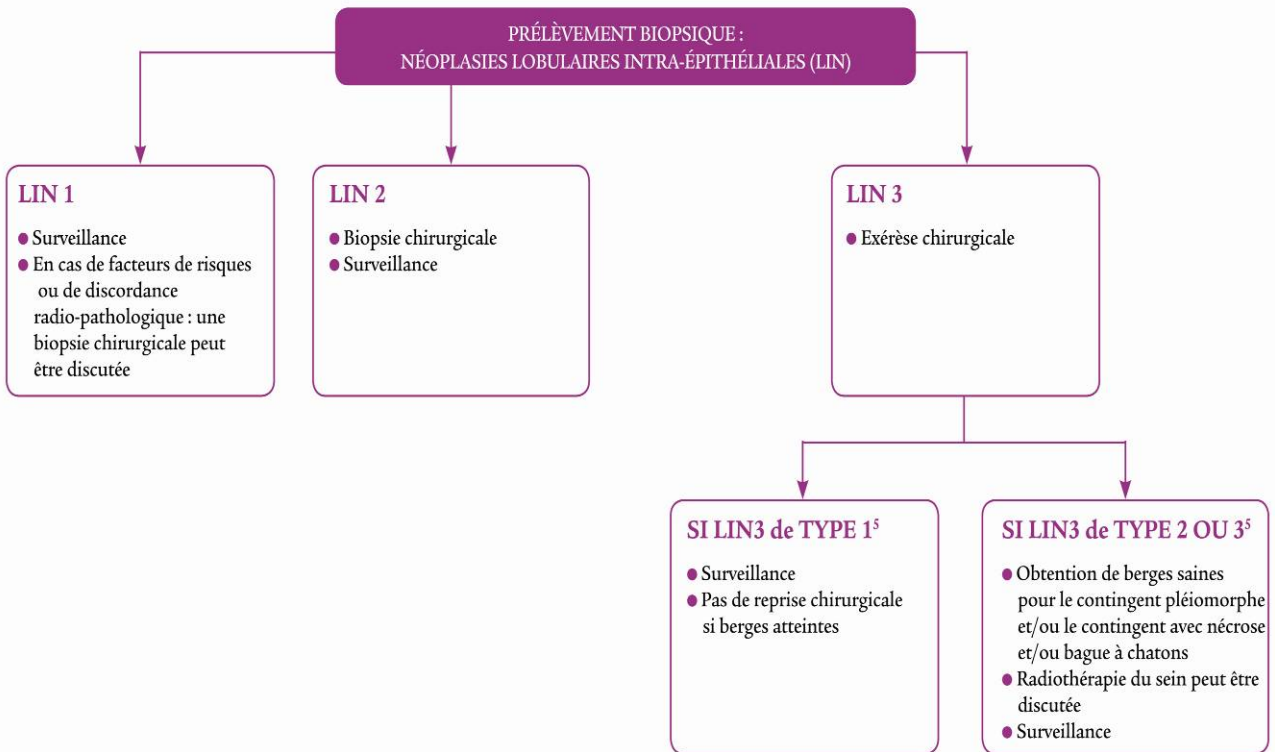 PRÉLÈVEMENT BIOPSIQUE :
NÉOPLASIES LOBULAIRES INTRA-ÉPITHÉLIALES (LIN)
LIN 1
● Surveillance
● En cas de facteurs de risques
ou de discordance
radio-pathologique : une
biopsie chirurgicale peut
être discutée
LIN 2
● Biopsie chirurgicale
● Surveillance
LIN 3
● Exérèse chirurgicale
SI LIN3 de TYPE 1⁵
● Surveillance
● Pas de reprise chirurgicale
si berges atteintes
SI LIN3 de TYPE 2 OU 3⁵
● Obtention de berges saines
pour le contingent pléiomorphe
et/ou le contingent avec nécrose
et/ou bague à chatons
● Radiothérapie du sein peut être
discutée
● Surveillance